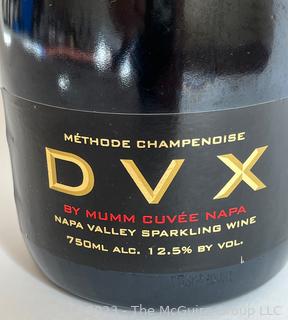 MÉTHODE CHAMPENOISE
DVX
BY MUMM CUVÉE NAPA
NAPA VALLEY SPARKLING WINE
750ML ALC. 12.5% BY VOL.
The McGuire Group LLC